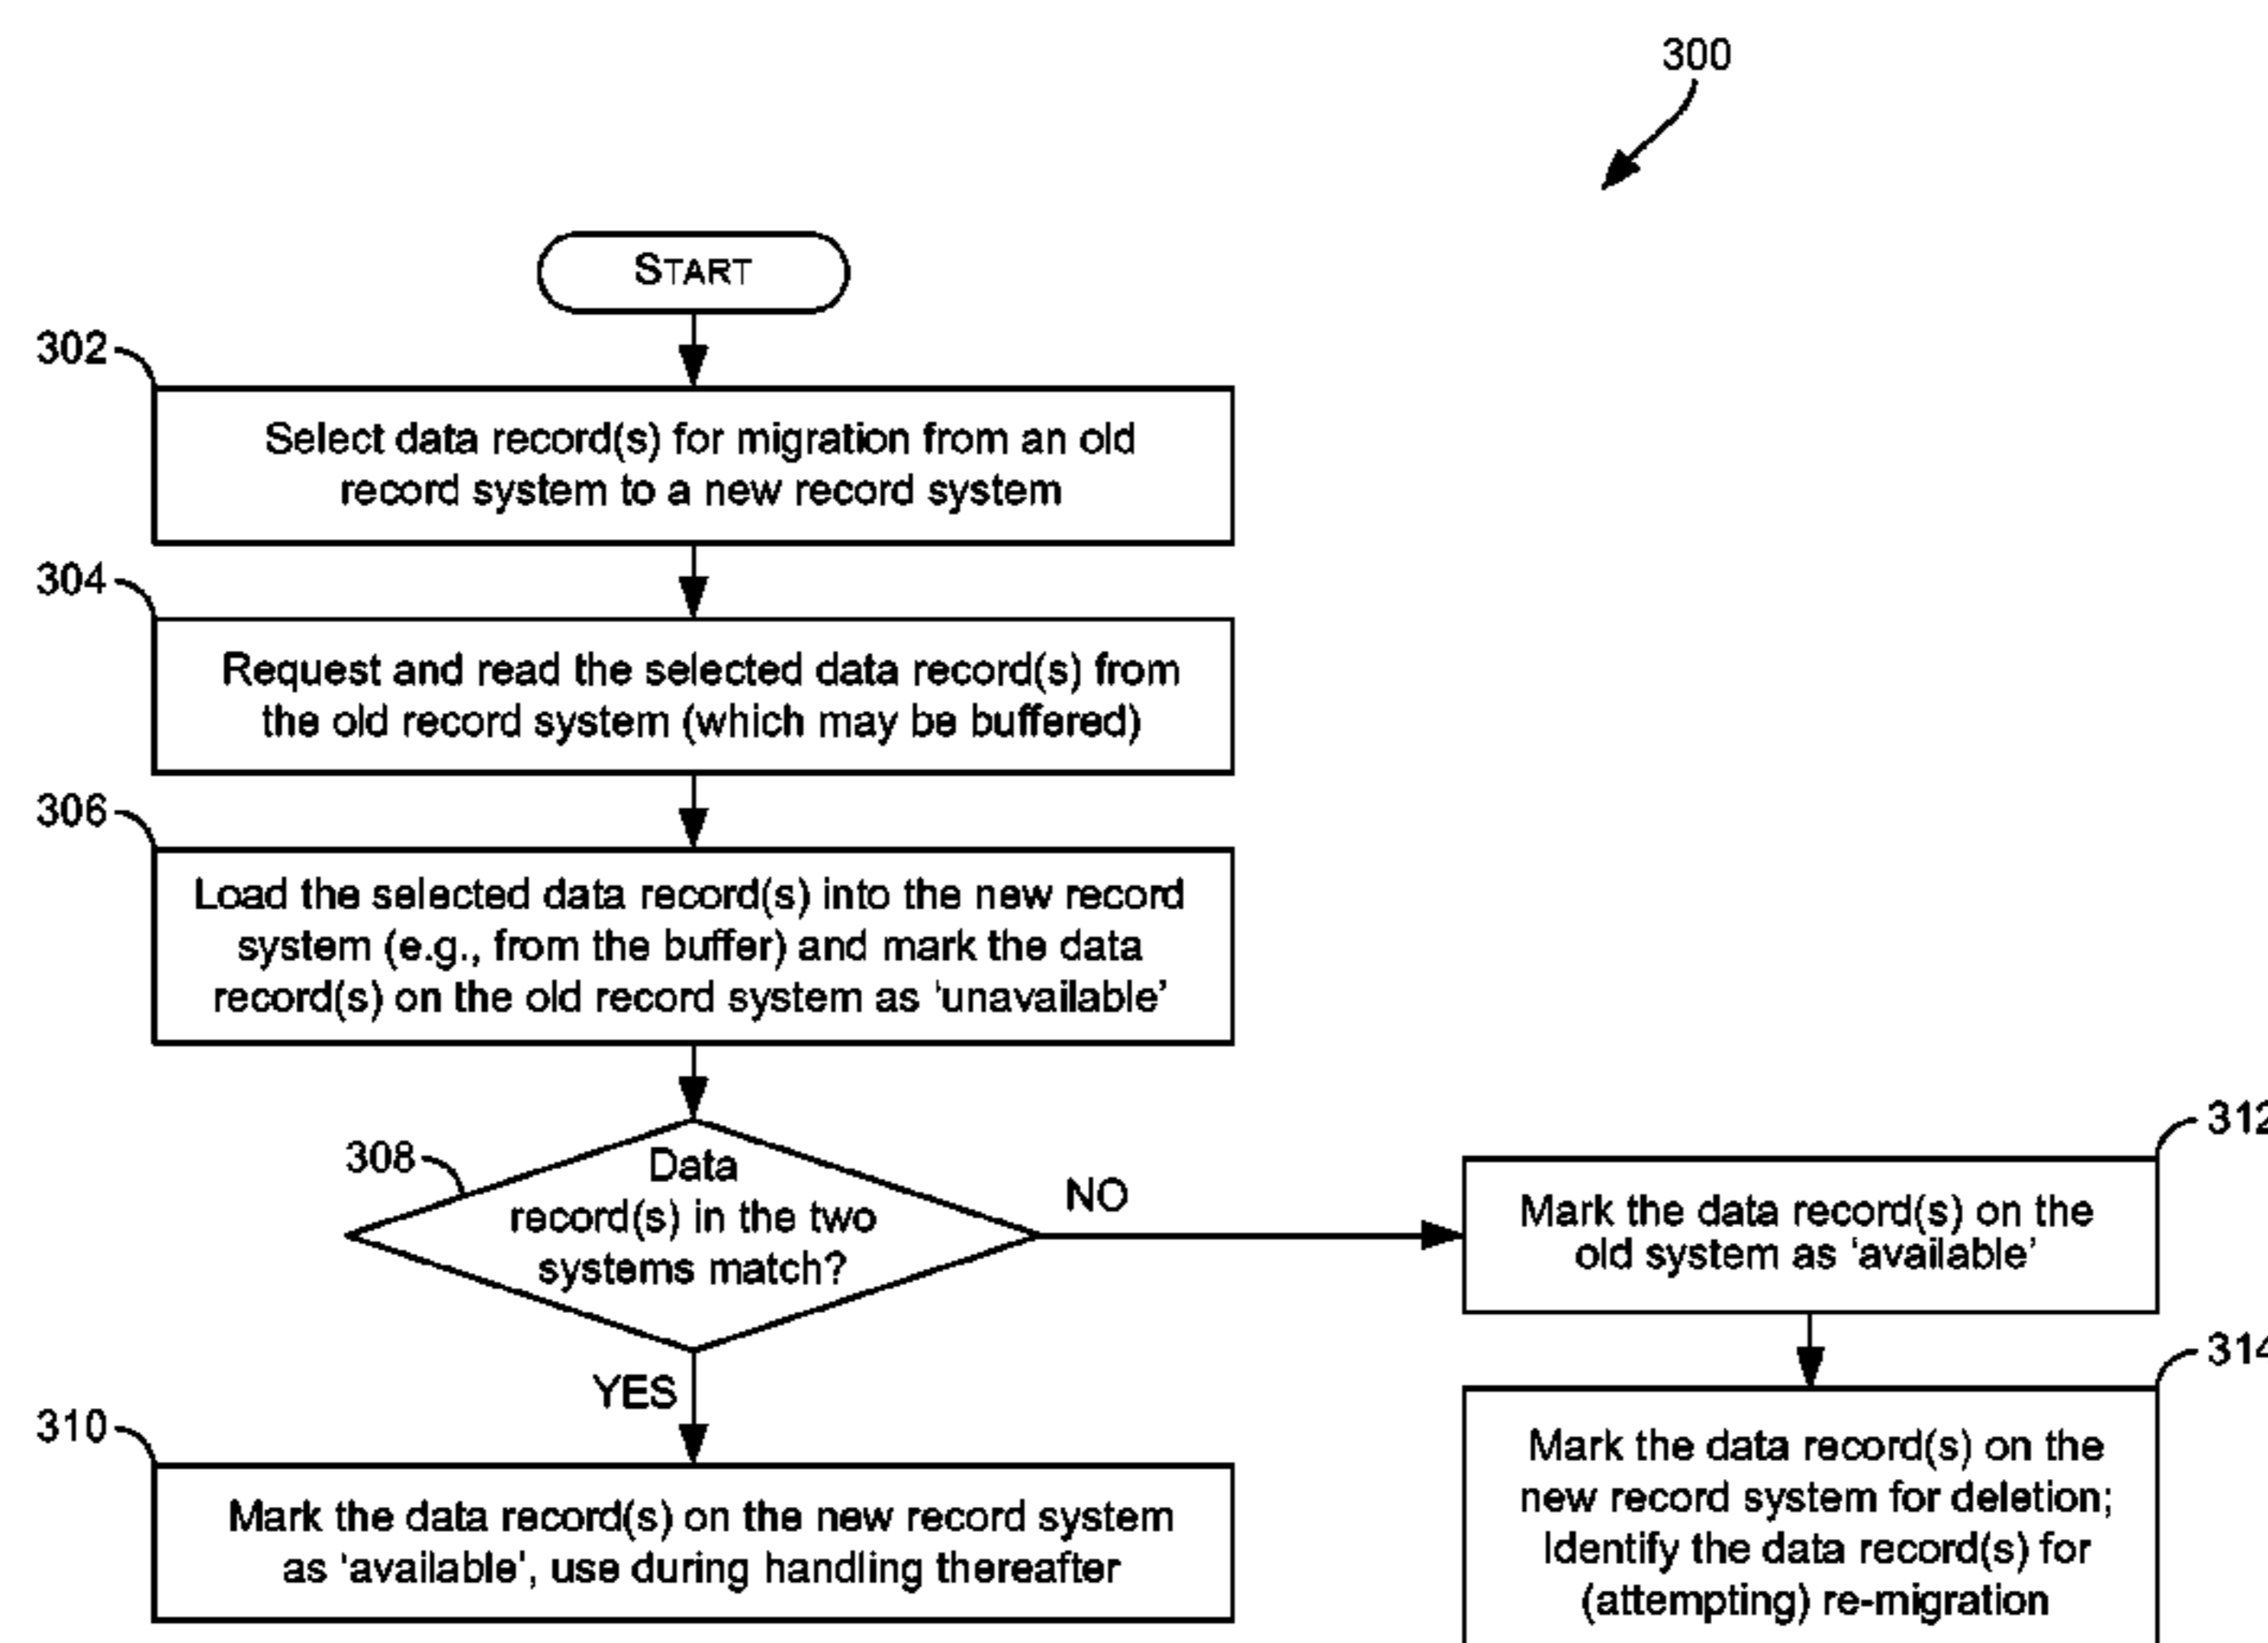 300
START
302
Select data record(s) for migration from an old
record system to a new record system
304
Request and read the selected data record(s) from
the old record system (which may be buffered)
306
Load the selected data record(s) into the new record
system (e.g., from the buffer) and mark the data
record(s) on the old record system as ‘unavailable’
308
Data
record(s) in the two
systems match?
NO
YES
310
Mark the data record(s) on the new record system
as ‘available’, use during handling thereafter
312
Mark the data record(s) on the
old system as ‘available’
314
Mark the data record(s) on the
new record system for deletion;
Identify the data record(s) for
(attempting) re-migration